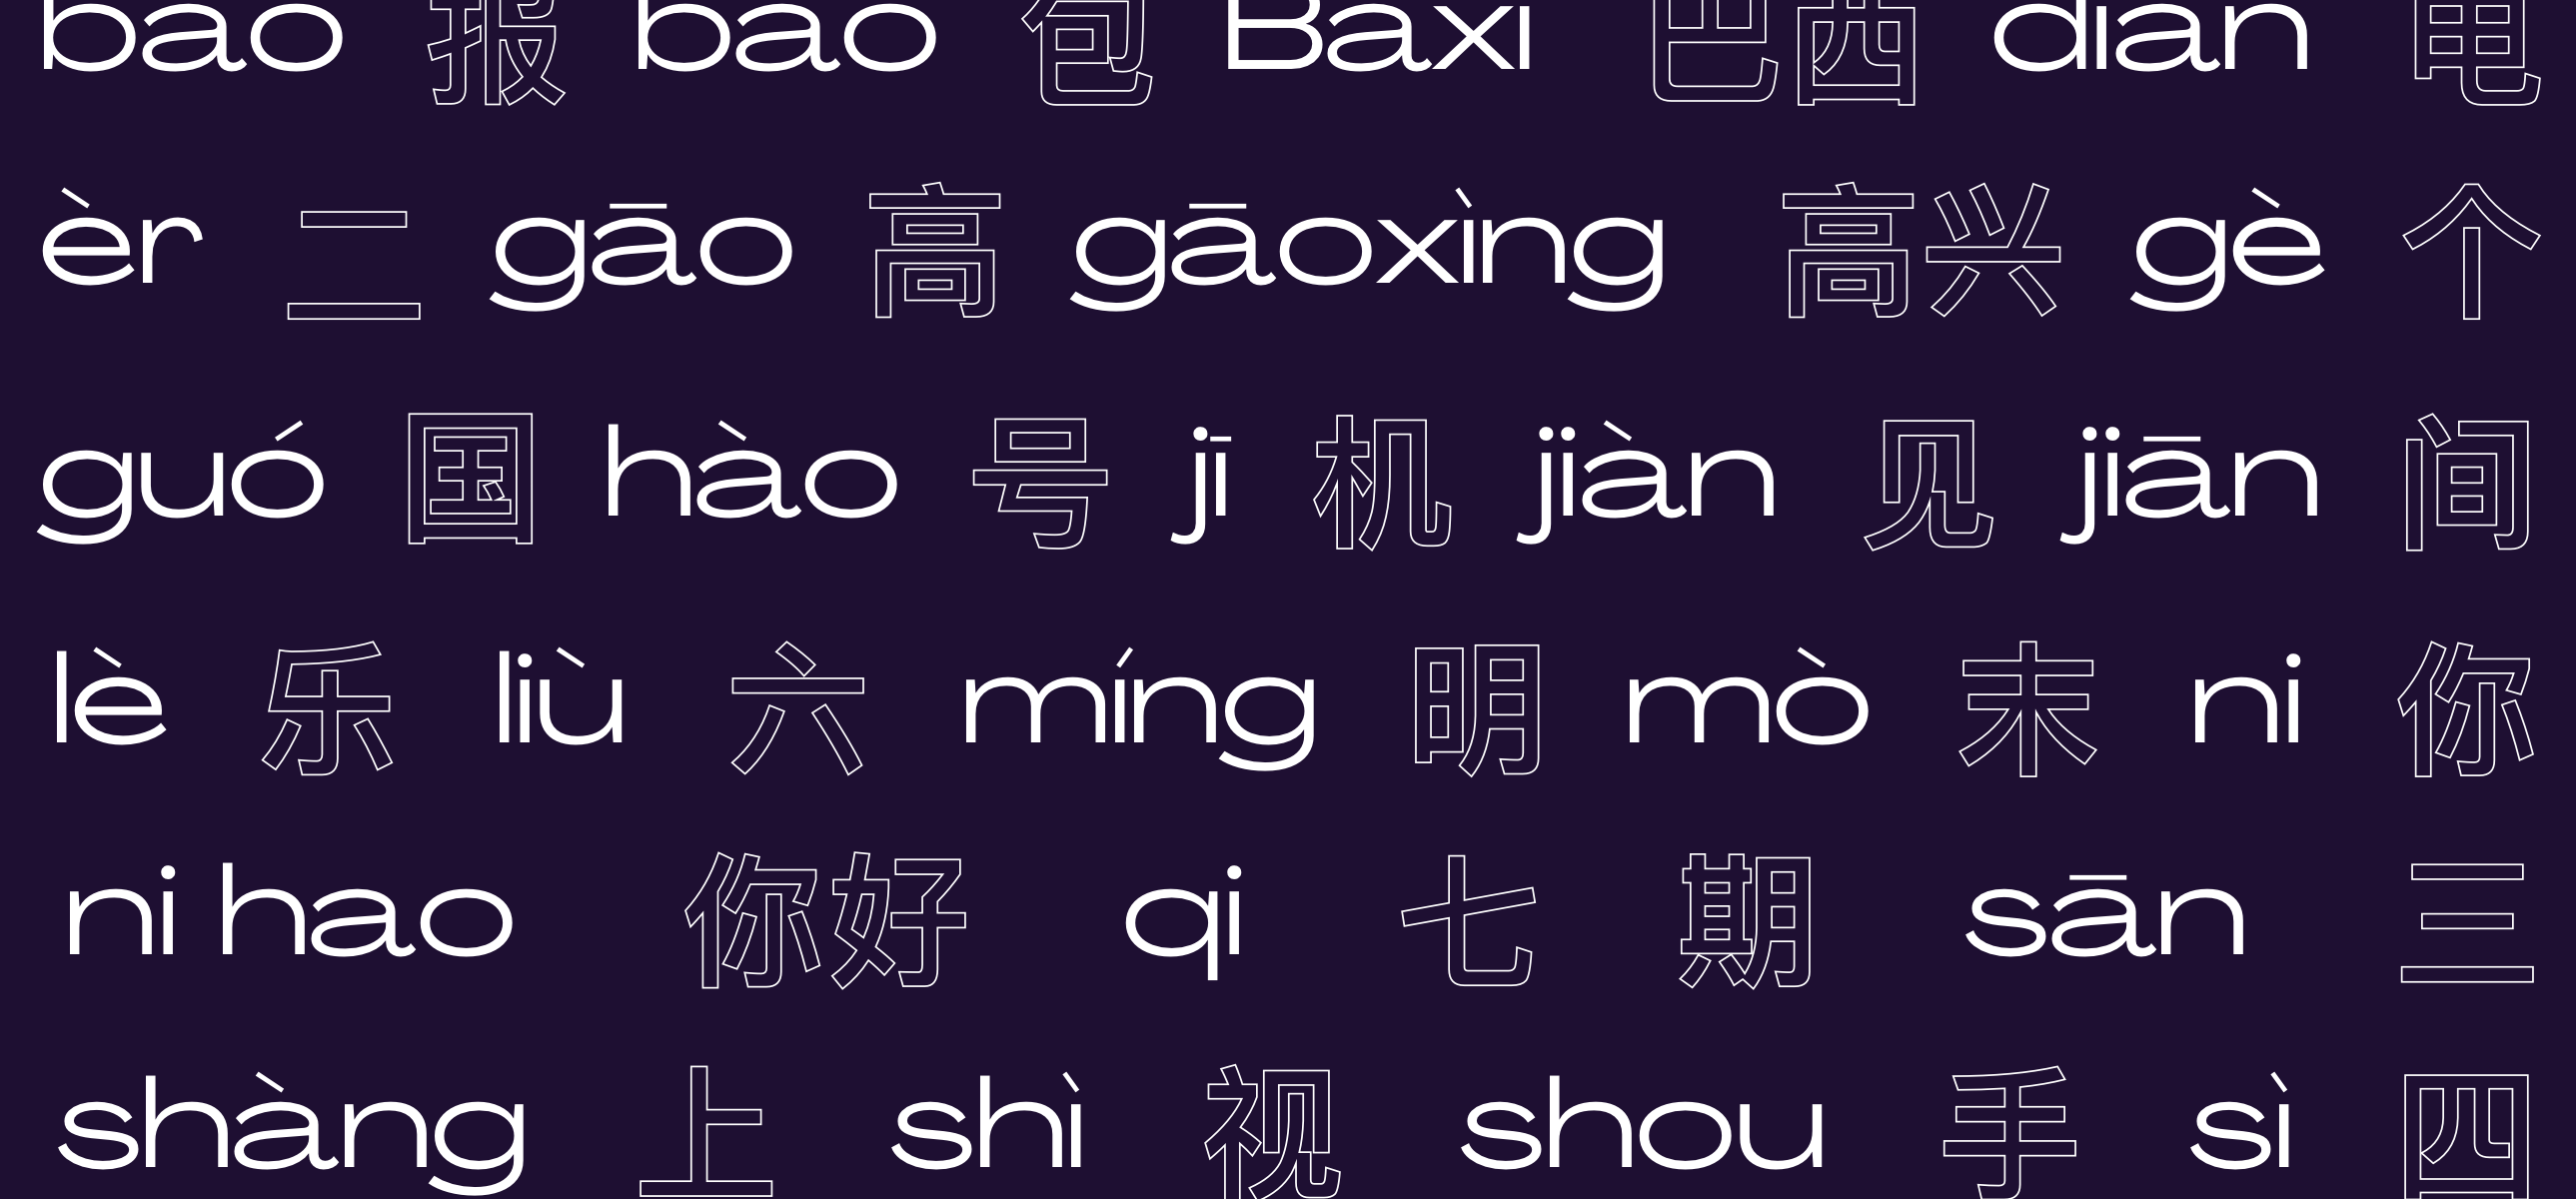 bao 报 bao 包 Baxi 巴西 dian 电
èr 二 gāo 高 gāoxìng 高兴 gè 个
guó 国 hào 号 jī 机 jiàn 见 jiān 间
lè 乐 liù 六 míng 明 mò 末 ni 你
ni hao 你好 qi 七 期 sān 三
shàng 上 shì 视 shou 手 sì 四